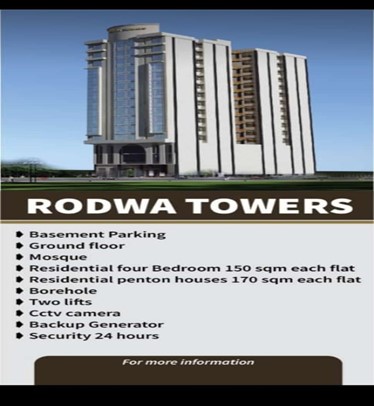 RODWA TOWERS
Basement Parking
Ground floor
Mosque
Residential four Bedroom 150 sqm each flat
Residential penton houses 170 sqm each flat
Borehole
Two lifts
Cctv camera
Backup Generator
Security 24 hours
For more information